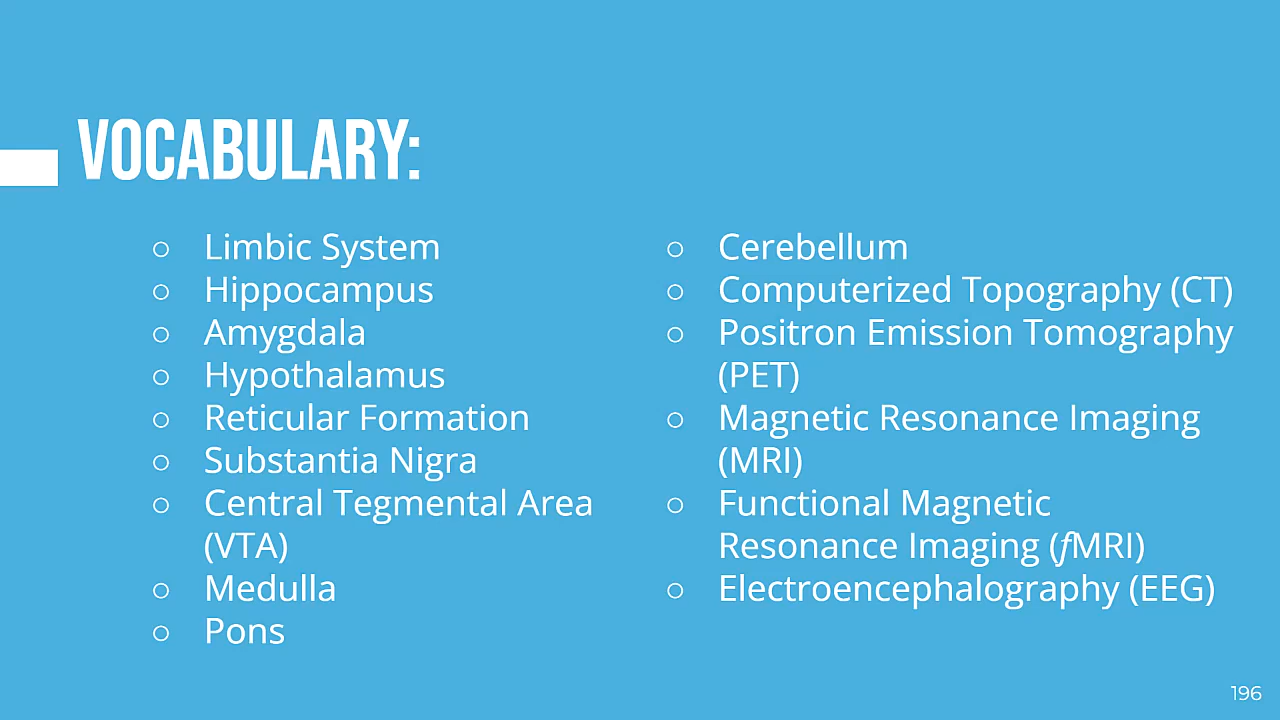 VOCABULARY:
○ Limbic System
○ Hippocampus
○ Amygdala
○ Hypothalamus
○ Reticular Formation
○ Substantia Nigra
○ Central Tegmental Area
(VTA)
○ Medulla
○ Pons
○ Cerebellum
○ Computerized Topography (CT)
○ Positron Emission Tomography
(PET)
○ Magnetic Resonance Imaging
(MRI)
○ Functional Magnetic
Resonance Imaging (fMRI)
○ Electroencephalography (EEG)
196